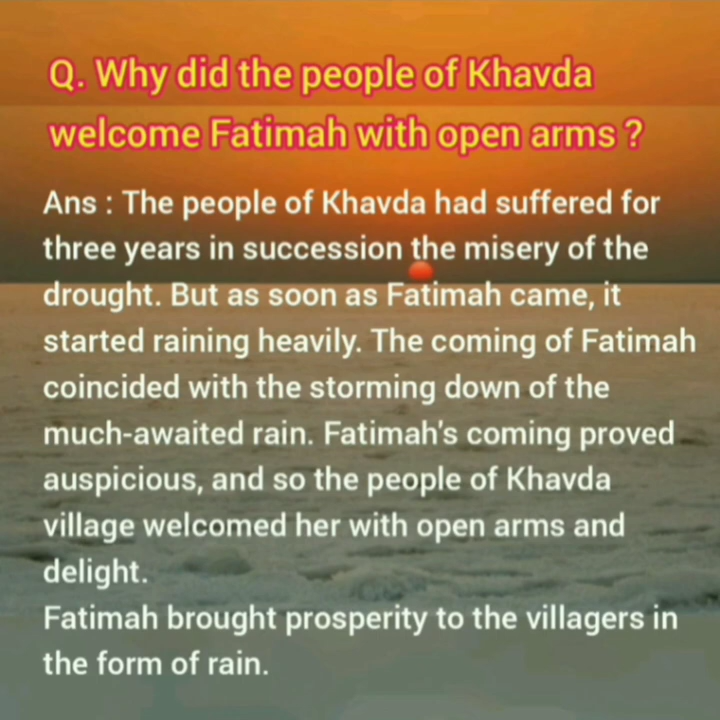 Q. Why did the people of Khavda
welcome Fatimah with open arms ?
Ans : The people of Khavda had suffered for
three years in succession the misery of the
drought. But as soon as Fatimah came, it
started raining heavily. The coming of Fatimah
coincided with the storming down of the
much-awaited rain. Fatimah's coming proved
auspicious, and so the people of Khavda
village welcomed her with open arms and
delight.
Fatimah brought prosperity to the villagers in
the form of rain.